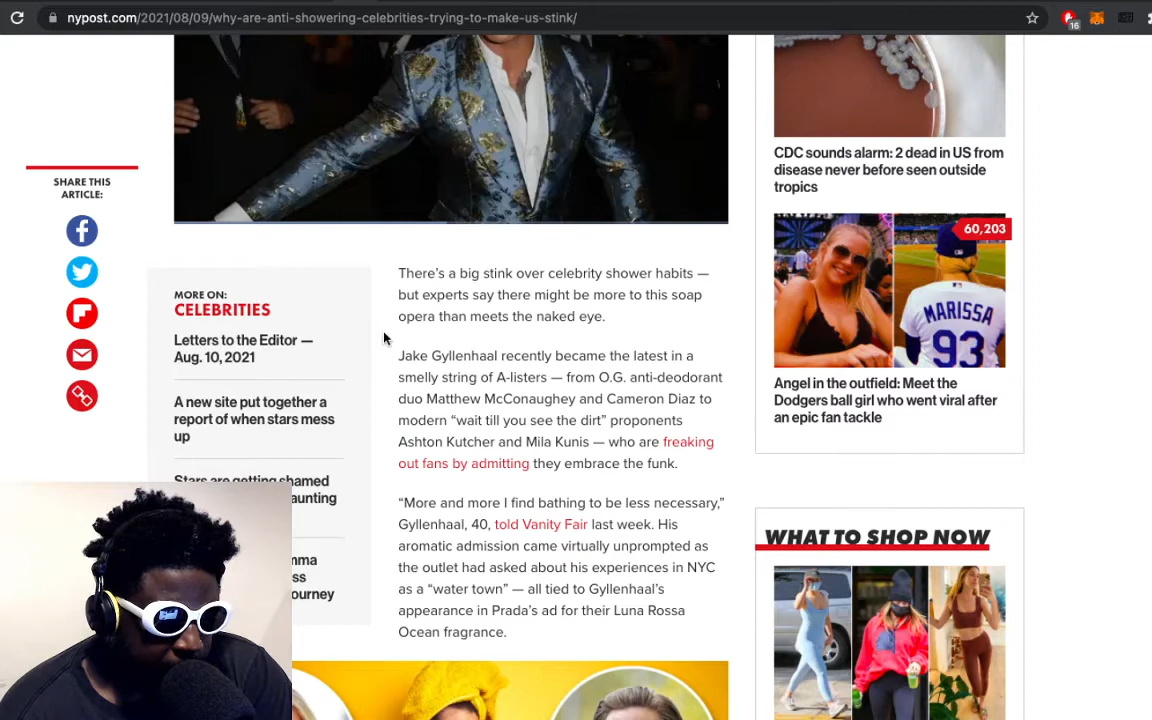 nypost.com/2021/08/09/why-are-anti-showering-celebrities-trying-to-make-us-stink/
16
SHARE THIS
ARTICLE:
MORE ON:
CELEBRITIES
Letters to the Editor —
Aug. 10, 2021
A new site put together a
report of when stars mess
up
Stars are getting shamed
aunting
mma
ss
ourney
There’s a big stink over celebrity shower habits —
but experts say there might be more to this soap
opera than meets the naked eye.
Jake Gyllenhaal recently became the latest in a
smelly string of A-listers — from O.G. anti-deodorant
duo Matthew McConaughey and Cameron Diaz to
modern “wait till you see the dirt” proponents
Ashton Kutcher and Mila Kunis — who are freaking
out fans by admitting they embrace the funk.
“More and more I find bathing to be less necessary,”
Gyllenhaal, 40, told Vanity Fair last week. His
aromatic admission came virtually unprompted as
the outlet had asked about his experiences in NYC
as a “water town” — all tied to Gyllenhaal’s
appearance in Prada’s ad for their Luna Rossa
Ocean fragrance.
CDC sounds alarm: 2 dead in US from
disease never before seen outside
tropics
60,203
MARISSA
93
Angel in the outfield: Meet the
Dodgers ball girl who went viral after
an epic fan tackle
WHAT TO SHOP NOW